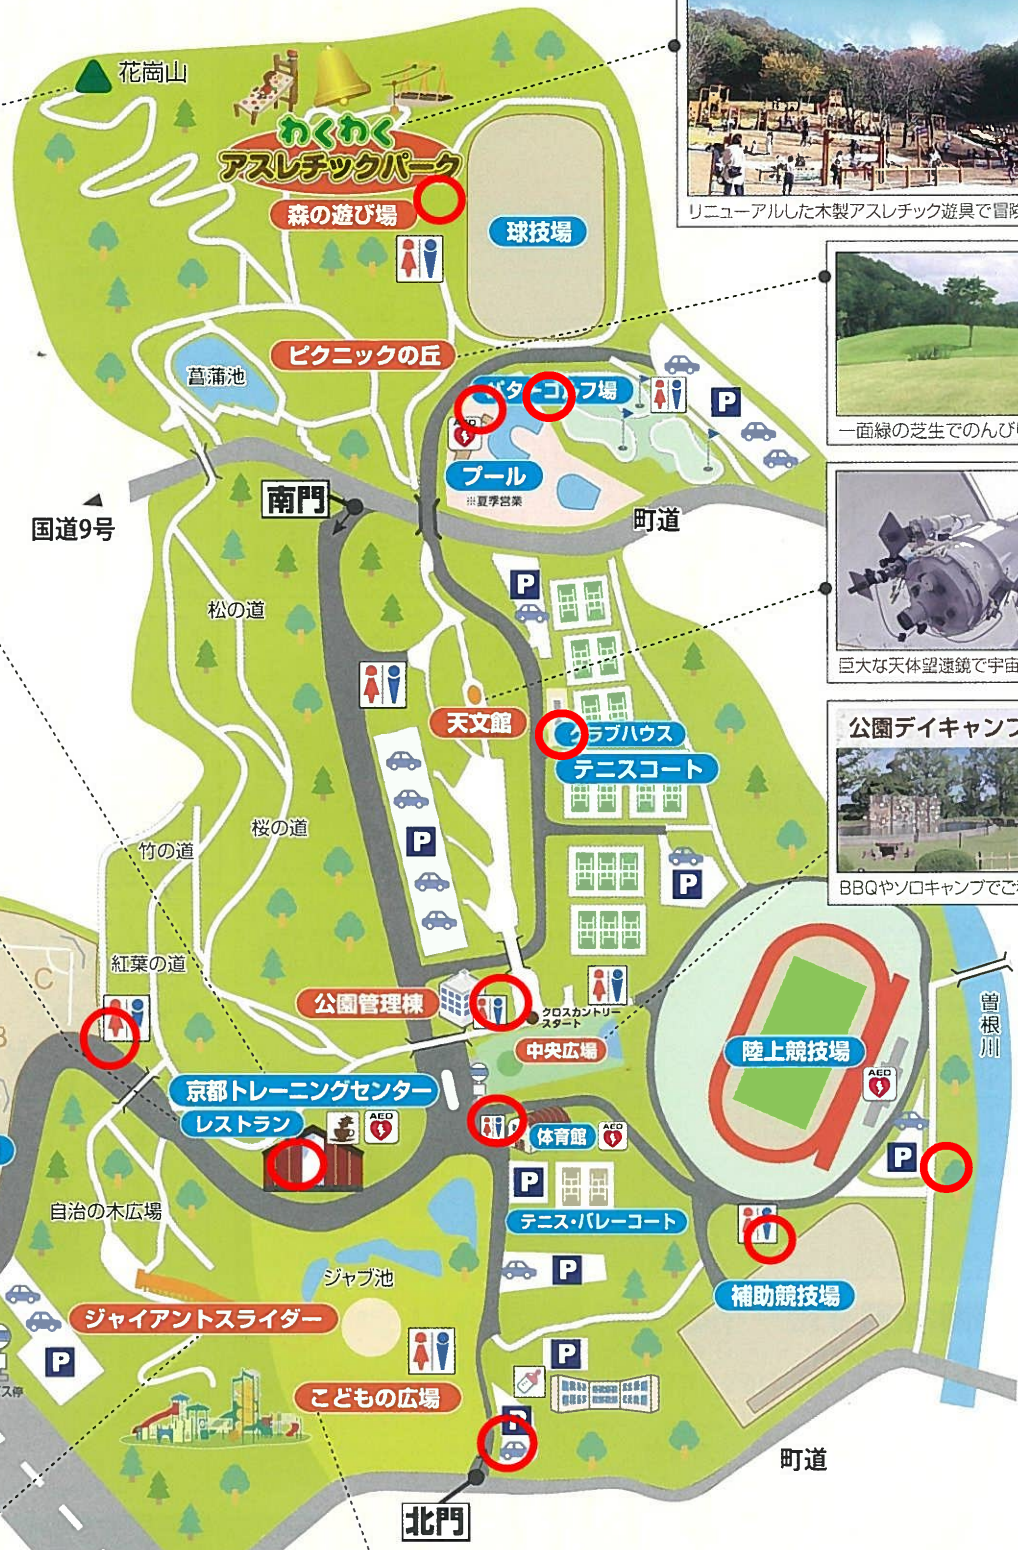 花崗山
わくわく
アスレチックパーク
森の遊び場
球技場
リニューアルした木製アスレチック遊具で冒険
ピクニックの丘
菖蒲池
パターゴルフ場
P
AED
プール
※夏季営業
一面緑の芝生でのんび
南門
国道9号
町道
松の道
P
巨大な天体望遠鏡で宇宙
天文館
クラブハウス
テニスコート
公園デイキャンプ
桜の道
竹の道
P
P
BBQやソロキャンプでご
紅葉の道
C
公園管理棟
クロスカントリー
スタート
中央広場
曽根川
陸上競技場
AED
京都トレーニングセンター
レストラン
AED
体育館
AED
P
P
自治の木広場
テニス・バレーコート
ジャブ池
P
補助競技場
ジャイアントスライダー
P
P
ス停
こどもの広場
P
町道
北門